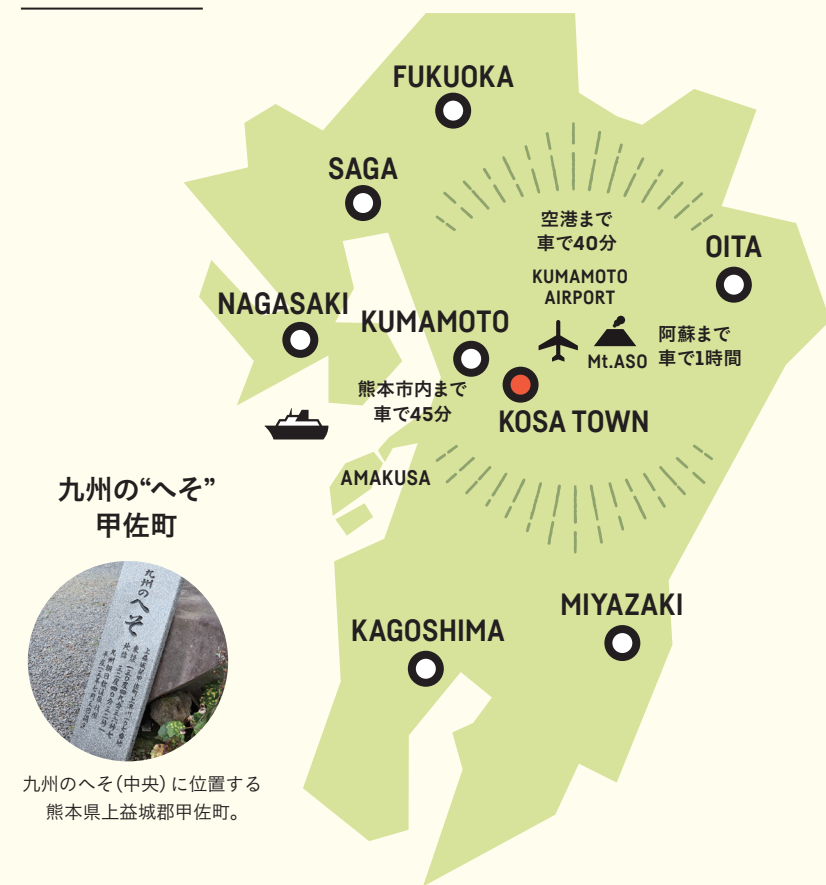 FUKUOKA
SAGA
空港まで
車で40分
OITA
KUMAMOTO
AIRPORT
NAGASAKI
KUMAMOTO
Mt.ASO
阿蘇まで
車で1時間
熊本市内まで
車で45分
KOSA TOWN
AMAKUSA
九州の“へそ”
甲佐町
九州の
へそ
MIYAZAKI
KAGOSHIMA
九州のへそ(中央)に位置する
熊本県上益城郡甲佐町。